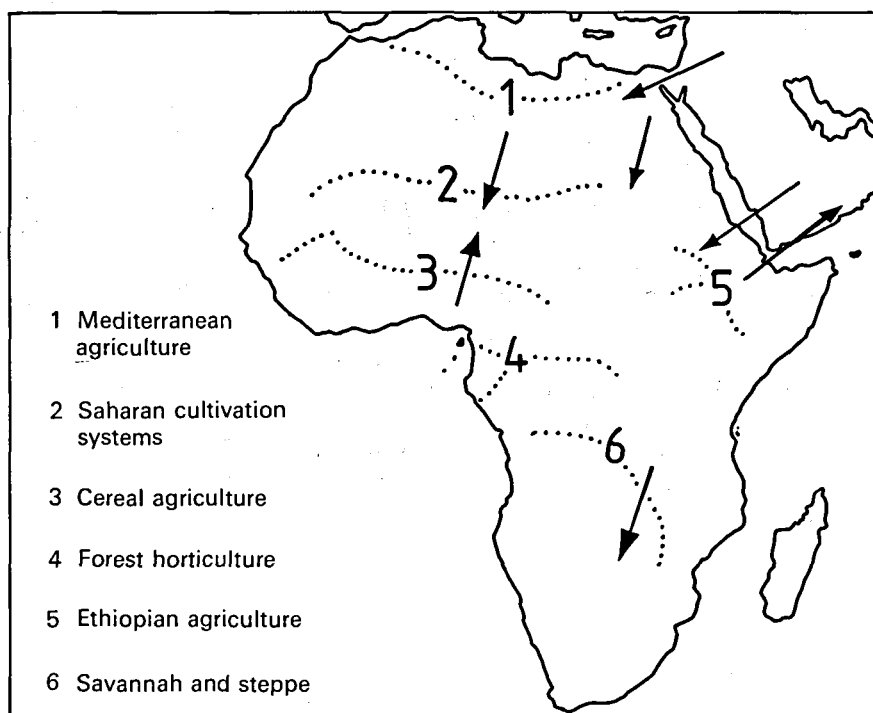 1
2
3
5
4
6
1 Mediterranean
agriculture
2 Saharan cultivation
systems
3 Cereal agriculture
4 Forest horticulture
5 Ethiopian agriculture
6 Savannah and steppe